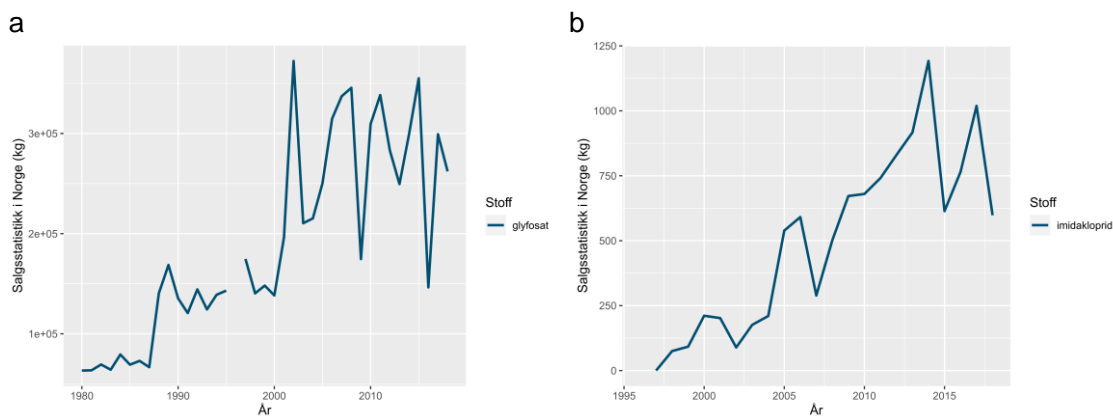 a
Salgsstatistikk i Norge (kg)
3e+05
2e+05
1e+05
1980
1990
2000
2010
År
Stoff
glyfosat
b
Salgsstatistikk i Norge (kg)
1250
1000
750
500
250
0
1995
2000
2005
2010
2015
År
Stoff
imidakloprid